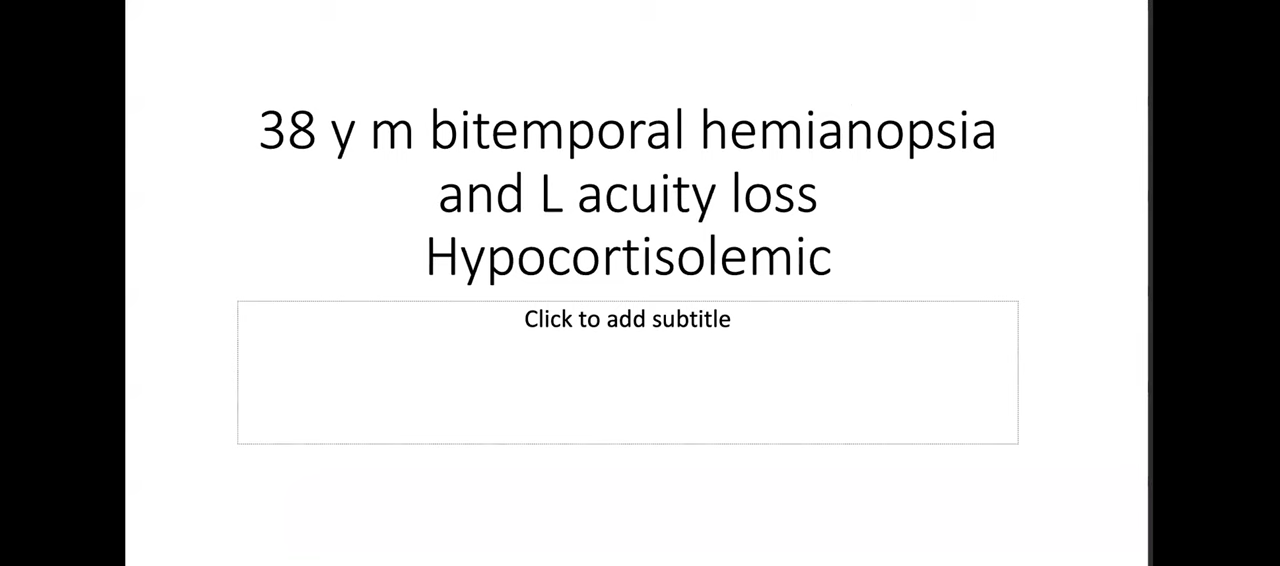 38 y m bitemporal hemianopsia
and L acuity loss
Hypocortisolemic
Click to add subtitle